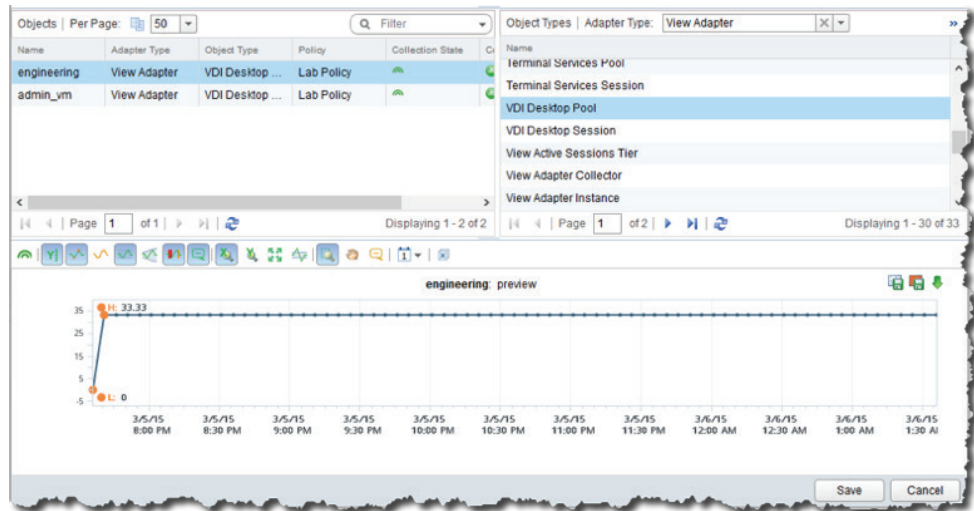 Objects | Per Page: 50 Filter
Name Adapter Type Object Type Policy Collection State
engineering View Adapter VDI Desktop ... Lab Policy
admin_vm View Adapter VDI Desktop ... Lab Policy
Page 1 of 1 Displaying 1 - 2 of 2
Object Types | Adapter Type: View Adapter
Name
Terminal Services Pool
Terminal Services Session
VDI Desktop Pool
VDI Desktop Session
View Active Sessions Tier
View Adapter Collector
View Adapter Instance
Page 1 of 2 Displaying 1 - 30 of 33
engineering: preview
H: 33.33
35
25
15
5
-5
L: 0
3/5/15 3/5/15 3/5/15 3/5/15 3/5/15 3/5/15 3/5/15 3/5/15 3/6/15 3/6/15 3/6/15 3/6/15
8:00 PM 8:30 PM 9:00 PM 9:30 PM 10:00 PM 10:30 PM 11:00 PM 11:30 PM 12:00 AM 12:30 AM 1:00 AM 1:30 A
Save Cancel